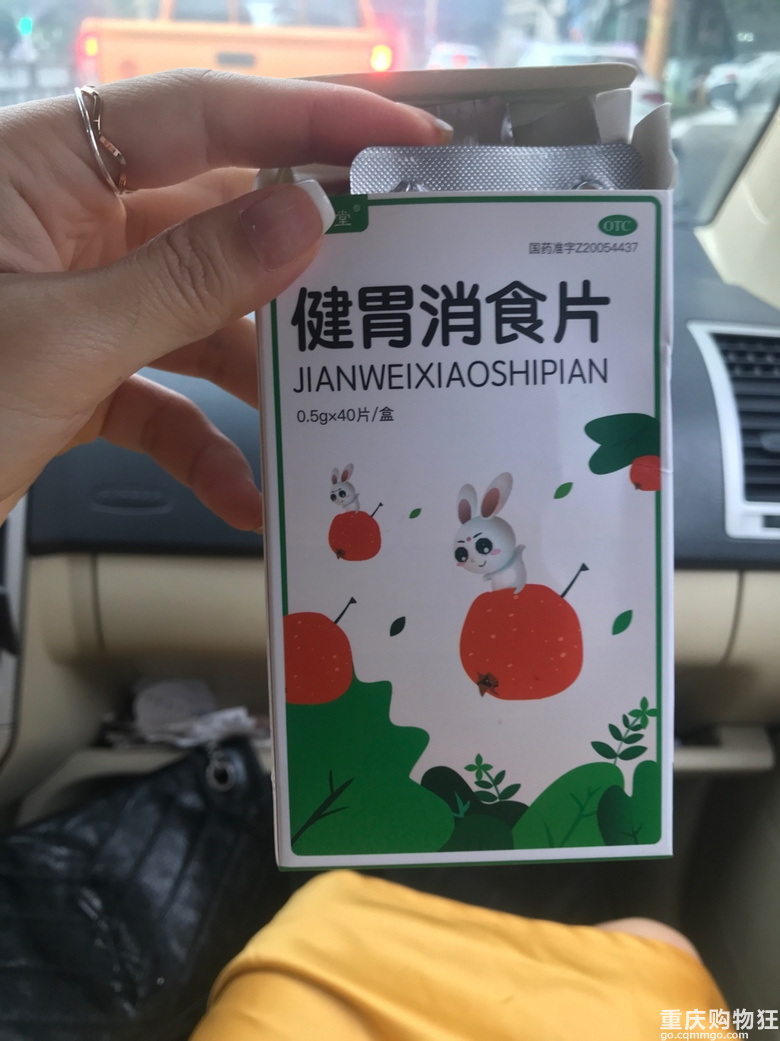 堂®
OTC
国药准字Z20054437
健胃消食片
JIANWEIXIAOSHIPIAN
0.5g×40片/盒
重庆购物狂
go.cqmmgo.com